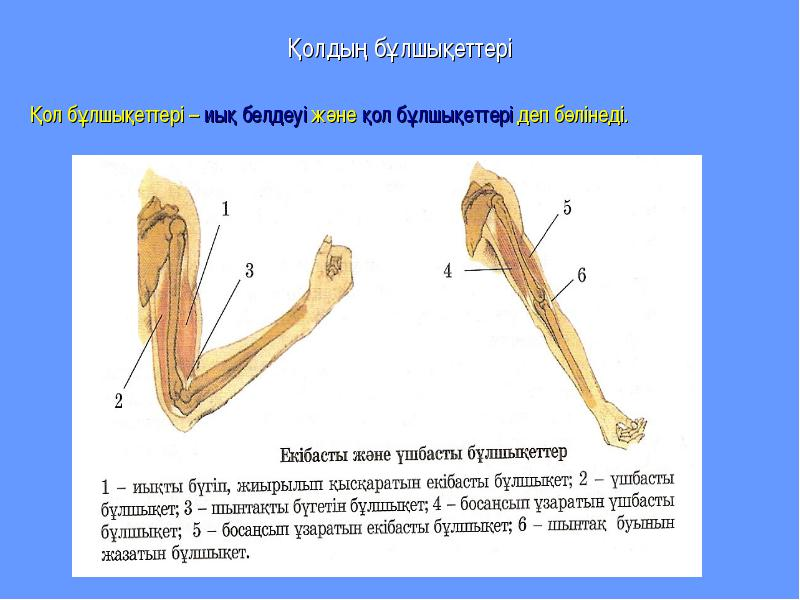 Қолдың бұлшықеттері
Қол бұлшықеттері – иық белдеуі және қол бұлшықеттері деп бөлінеді.
1
5
3
4
6
2
Екібасты және үшбасты бұлшықеттер
1 – иықты бүгіп, жиырылып қысқаратын екібасты бұлшықет; 2 – үшбасты
бұлшықет; 3 – шынтақты бүгетін бұлшықет; 4 – босаңсып ұзаратын үшбасты
бұлшықет; 5 – босаңсып ұзаратын екібасты бұлшықет; 6 – шынтақ буынын
жазатын бұлшықет.